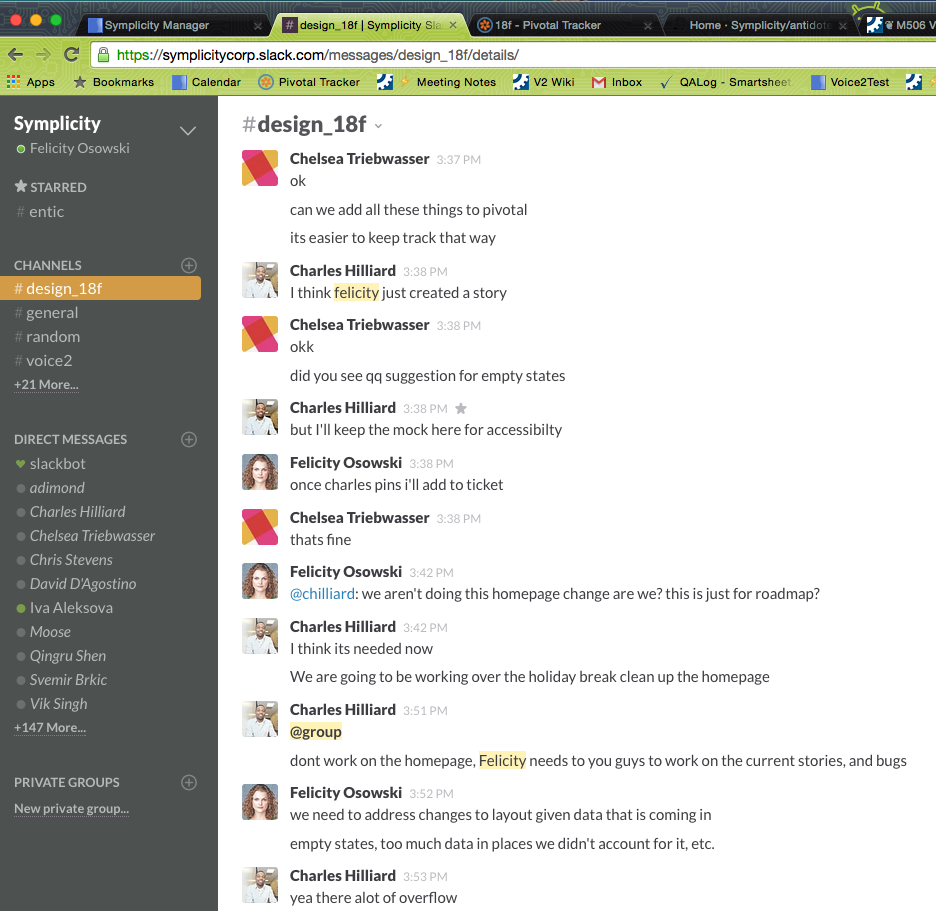 Symplicity Manager
design_18f | Symplicity Sla
18f - Pivotal Tracker
Home · Symplicity/antidote
M506 V
https://symplicitycorp.slack.com/messages/design_18f/details/
Apps
Bookmarks
Calendar
Pivotal Tracker
Meeting Notes
V2 Wiki
Inbox
QALog - Smartsheet
Voice2Test
Symplicity
Felicity Osowski
STARRED
# entic
CHANNELS
# design_18f
# general
# random
# voice2
+21 More...
DIRECT MESSAGES
slackbot
adimond
Charles Hilliard
Chelsea Triebwasser
Chris Stevens
David D'Agostino
Iva Aleksova
Moose
Qingru Shen
Svemir Brkic
Vik Singh
+147 More...
PRIVATE GROUPS
New private group...
#design_18f
Chelsea Triebwasser 3:37 PM
ok
can we add all these things to pivotal
its easier to keep track that way
Charles Hilliard 3:38 PM
I think felicity just created a story
Chelsea Triebwasser 3:38 PM
okk
did you see qq suggestion for empty states
Charles Hilliard 3:38 PM
but I'll keep the mock here for accessibilty
Felicity Osowski 3:38 PM
once charles pins i'll add to ticket
Chelsea Triebwasser 3:38 PM
thats fine
Felicity Osowski 3:42 PM
@chilliard: we aren't doing this homepage change are we? this is just for roadmap?
Charles Hilliard 3:42 PM
I think its needed now
We are going to be working over the holiday break clean up the homepage
Charles Hilliard 3:51 PM
@group
dont work on the homepage, Felicity needs to you guys to work on the current stories, and bugs
Felicity Osowski 3:52 PM
we need to address changes to layout given data that is coming in
empty states, too much data in places we didn't account for it, etc.
Charles Hilliard 3:53 PM
yea there alot of overflow